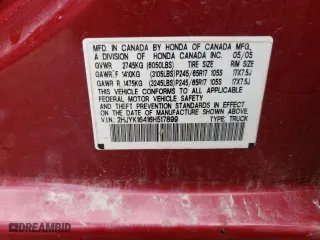 MFD. IN CANADA BY HONDA OF CANADA MFG.,
A DIVISION OF HONDA CANADA INC. 05/05
GVWR 2745KG (6050LBS) TIRE SIZE RIM SIZE
GAWR F 1410KG (3105LBS) P245/65R17 105S 17X7.5J
GAWR R 1475KG P245/65R17 105S 17X7.5J
THIS VEHICLE CONFORMS TO ALL APPLICABLE
FEDERAL MOTOR VEHICLE SAFETY
AND THEFT PREVENTION STANDARDS IN EFFECT
ON THE DATE OF MANUFACTURE SHOWN ABOVE.
V.I.N.: 2HJYK16416H517899 TYPE: TRUCK
DREAMBID